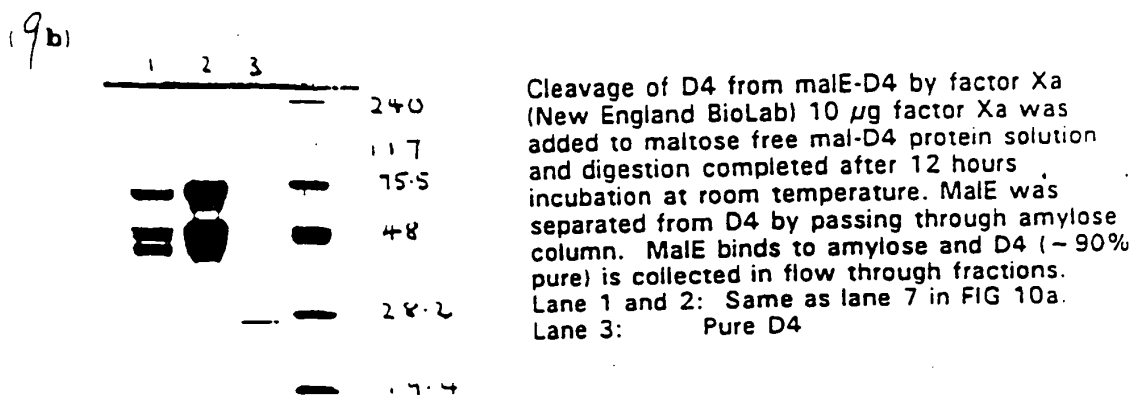 (9b)
1 2 3
240
117
75.5
48
28.2
17.4
Cleavage of D4 from malE-D4 by factor Xa
(New England BioLab) 10 µg factor Xa was
added to maltose free mal-D4 protein solution
and digestion completed after 12 hours
incubation at room temperature. MalE was
separated from D4 by passing through amylose
column. MalE binds to amylose and D4 (~90%
pure) is collected in flow through fractions.
Lane 1 and 2: Same as lane 7 in FIG 10a.
Lane 3: Pure D4